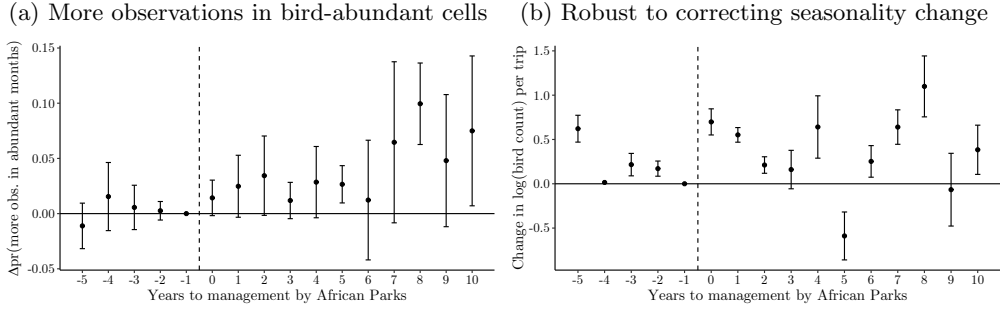 (a) More observations in bird-abundant cells
Δpr(more obs. in abundant months)
0.15
0.10
0.05
0.00
-0.05
-5 -4 -3 -2 -1 0 1 2 3 4 5 6 7 8 9 10
Years to management by African Parks
(b) Robust to correcting seasonality change
Change in log(bird count) per trip
1.5
1.0
0.5
0.0
-0.5
-5 -4 -3 -2 -1 0 1 2 3 4 5 6 7 8 9 10
Years to management by African Parks